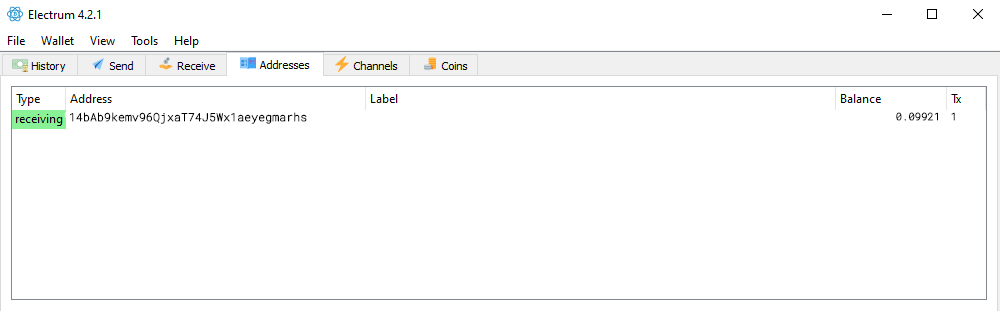 Electrum 4.2.1
File Wallet View Tools Help
History Send Receive Addresses Channels Coins
Type Address Label Balance Tx
receiving 14bAb9kemv96QjxaT74J5Wx1aeyegmarhs 0.09921 1